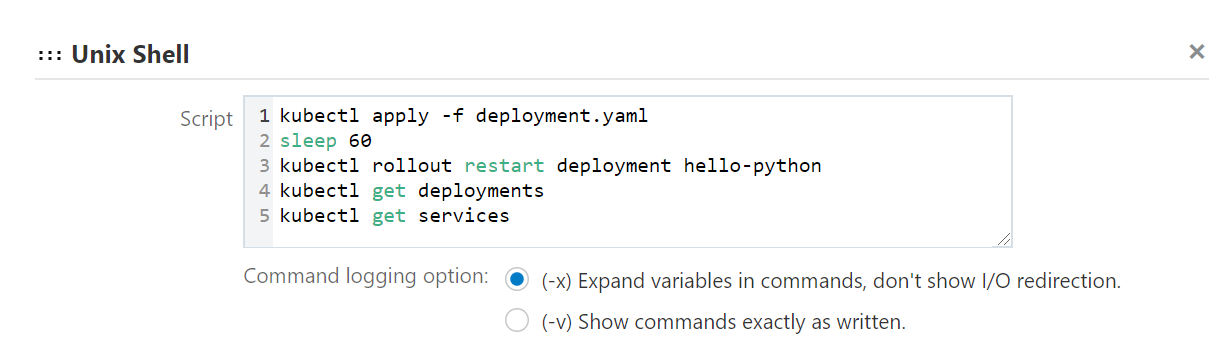 ::: Unix Shell ×
Script
1 kubectl apply -f deployment.yaml
2 sleep 60
3 kubectl rollout restart deployment hello-python
4 kubectl get deployments
5 kubectl get services
Command logging option:
(-x) Expand variables in commands, don't show I/O redirection.
(-v) Show commands exactly as written.